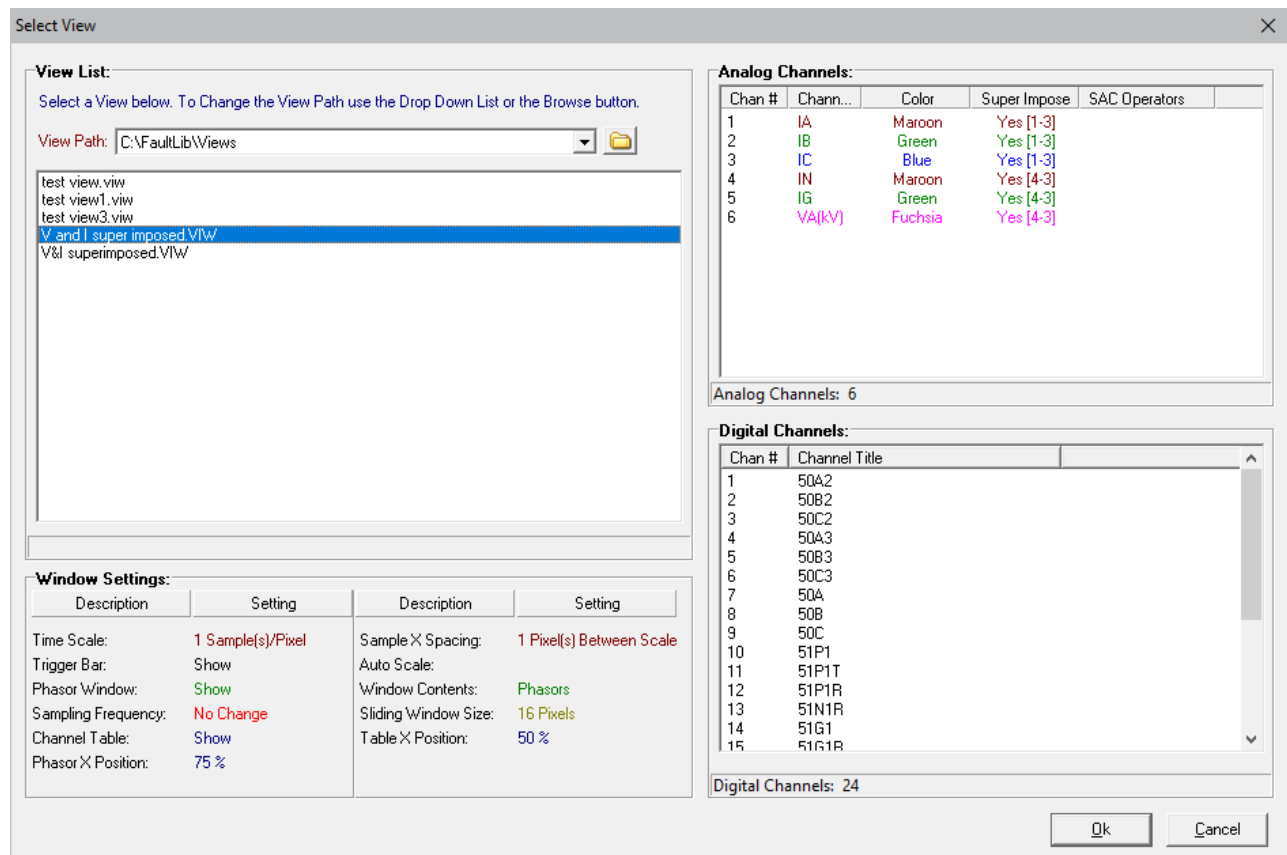 Select View
View List:
Select a View below. To Change the View Path use the Drop Down List or the Browse button.
View Path: C:\FaultLib\Views
test view.viw
test view1.viw
test view3.viw
V and I super imposed.VIW
V&I superimposed.VIW
Window Settings:
Description Setting Description Setting
Time Scale: 1 Sample(s)/Pixel Sample X Spacing: 1 Pixel(s) Between Scale
Trigger Bar: Show Auto Scale:
Phasor Window: Show Window Contents: Phasors
Sampling Frequency: No Change Sliding Window Size: 16 Pixels
Channel Table: Show Table X Position: 50 %
Phasor X Position: 75 %
Analog Channels:
Chan # Chann... Color Super Impose SAC Operators
1 IA Maroon Yes [1-3]
2 IB Green Yes [1-3]
3 IC Blue Yes [1-3]
4 IN Maroon Yes [4-3]
5 IG Green Yes [4-3]
6 VA(kV) Fuchsia Yes [4-3]
Analog Channels: 6
Digital Channels:
Chan # Channel Title
1 50A2
2 50B2
3 50C2
4 50A3
5 50B3
6 50C3
7 50A
8 50B
9 50C
10 51P1
11 51P1T
12 51P1R
13 51N1R
14 51G1
15 51G1R
Digital Channels: 24
Ok Cancel